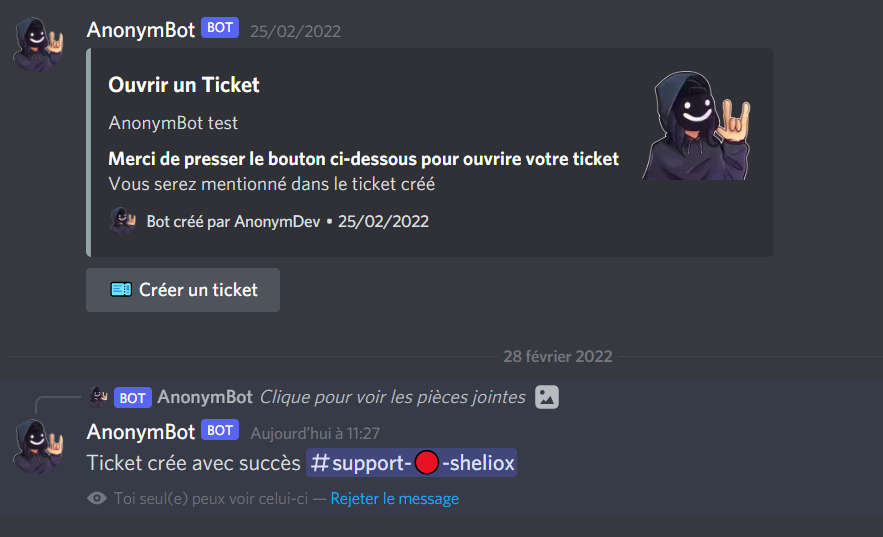 AnonymBot BOT 25/02/2022
Ouvrir un Ticket
AnonymBot test
Merci de presser le bouton ci-dessous pour ouvrire votre ticket
Vous serez mentionné dans le ticket créé
Bot créé par AnonymDev • 25/02/2022
Créer un ticket
28 février 2022
BOT AnonymBot Clique pour voir les pièces jointes
AnonymBot BOT Aujourd'hui à 11:27
Ticket crée avec succès #support-🔴-sheliox
Toi seul(e) peux voir celui-ci — Rejeter le message